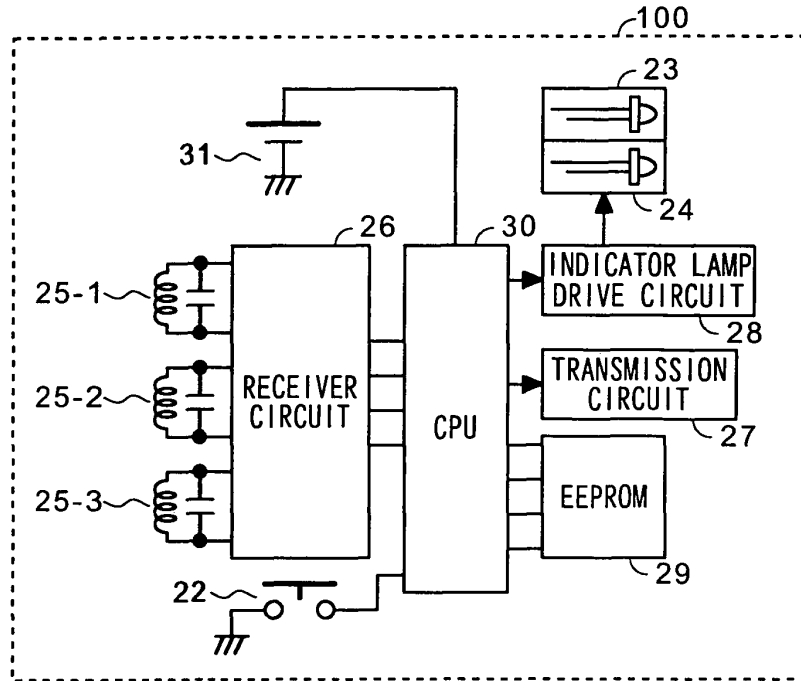 100
23
31
24
26
30
25-1
INDICATOR LAMP
DRIVE CIRCUIT
28
25-2
RECEIVER
CIRCUIT
CPU
TRANSMISSION
CIRCUIT
27
25-3
EEPROM
22
29